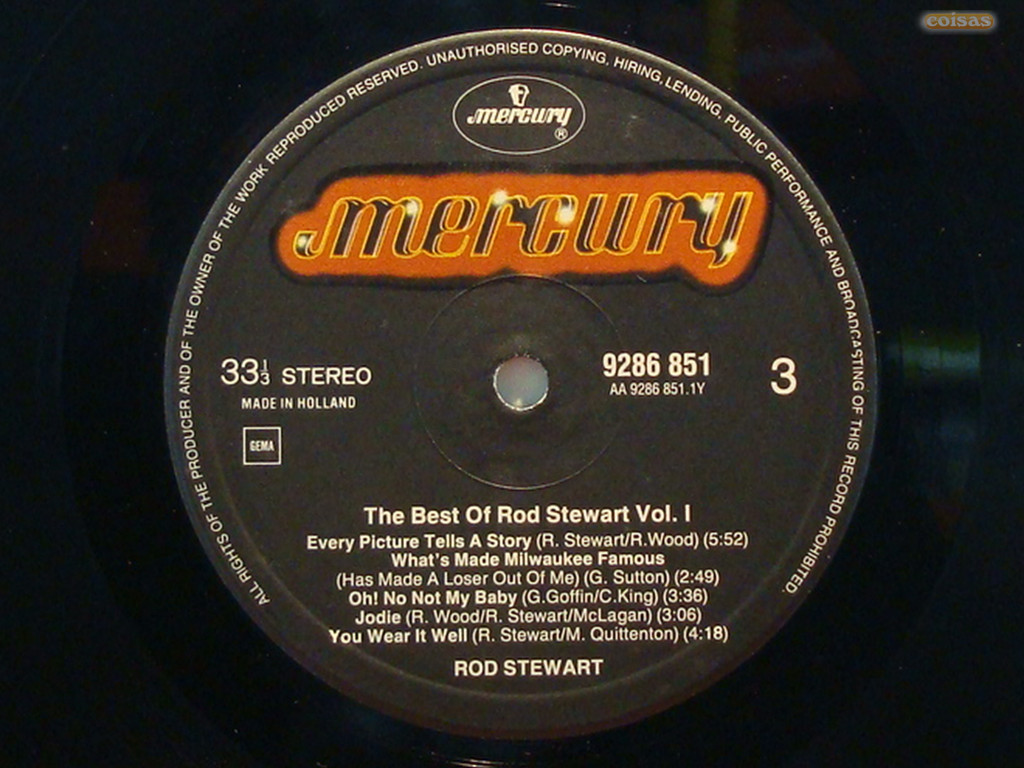 coisas
ALL RIGHTS OF THE PRODUCER AND OF THE OWNER OF THE WORK REPRODUCED RESERVED. UNAUTHORISED COPYING, HIRING, LENDING, PUBLIC PERFORMANCE AND BROADCASTING OF THIS RECORD PROHIBITED.
mercury ®
mercury
33⅓ STEREO
MADE IN HOLLAND
GEMA
9286 851
AA 9286 851.1Y
3
The Best Of Rod Stewart Vol. I
Every Picture Tells A Story (R. Stewart/R.Wood) (5:52)
What's Made Milwaukee Famous
(Has Made A Loser Out Of Me) (G. Sutton) (2:49)
Oh! No Not My Baby (G.Goffin/C.King) (3:36)
Jodie (R. Wood/R. Stewart/McLagan) (3:06)
You Wear It Well (R. Stewart/M. Quittenton) (4:18)
ROD STEWART